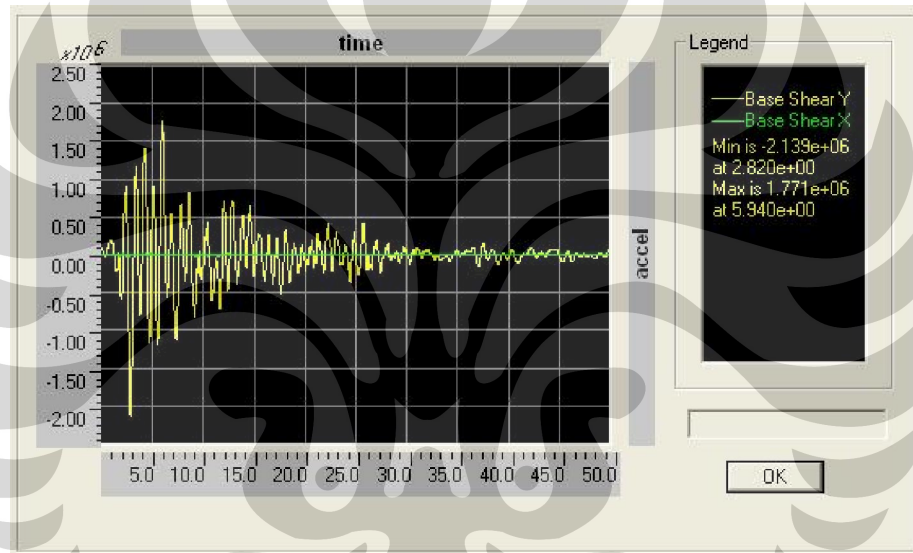 time
x10 6
2.50
2.00
1.50
1.00
0.50
0.00
-0.50
-1.00
-1.50
-2.00
5.0 10.0 15.0 20.0 25.0 30.0 35.0 40.0 45.0 50.0
accel
Legend
Base Shear Y
Base Shear X
Min is -2.139e+06
at 2.820e+00
Max is 1.771e+06
at 5.940e+00
OK